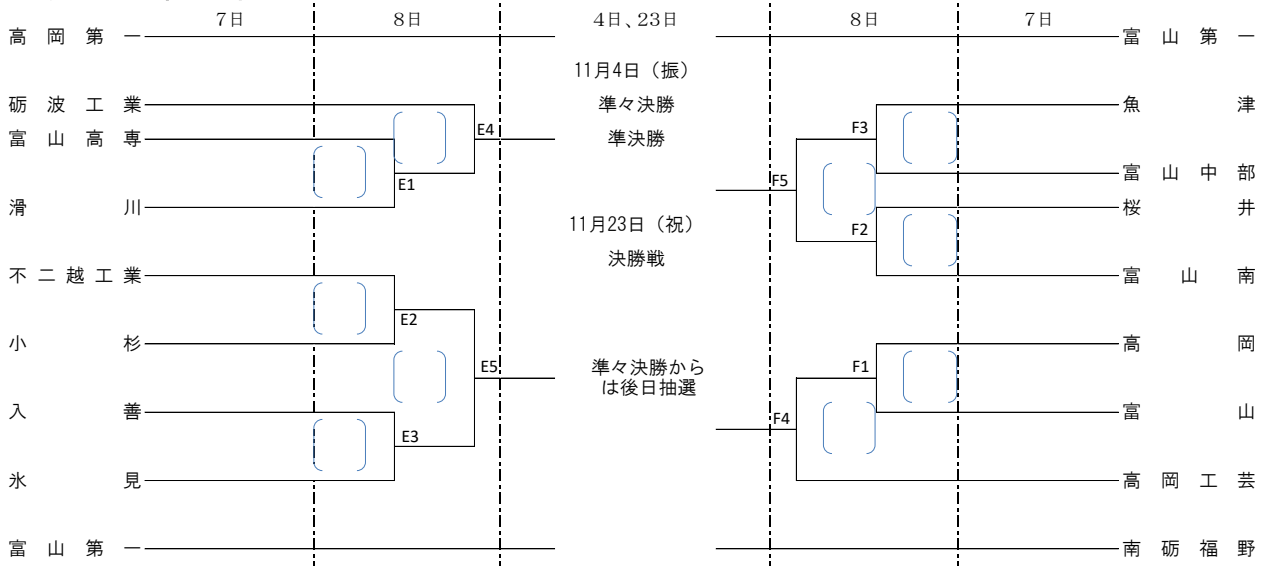 7日 8日 4日、23日 8日 7日
高岡第一 富山第一
11月4日（振）
砺波工業 準々決勝 魚津
富山高専 E4 準決勝 F3
E1 F5 富山中部
滑川 桜井
11月23日（祝）
F2
決勝戦
不二越工業 富山南
E2
小杉 高岡
E5 準々決勝から F1
は後日抽選
入善 富山
E3 F4
氷見 高岡工芸
富山第一 南砺福野